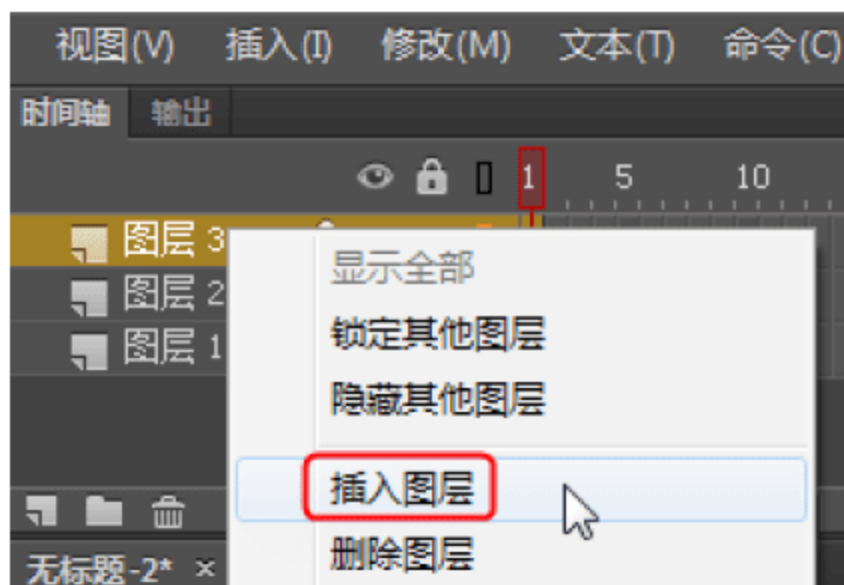 视图(V) 插入(I) 修改(M) 文本(T) 命令(C)
时间轴 输出
1 5 10
图层 3
显示全部
图层 2
锁定其他图层
图层 1
隐藏其他图层
插入图层
删除图层
无标题-2* ×